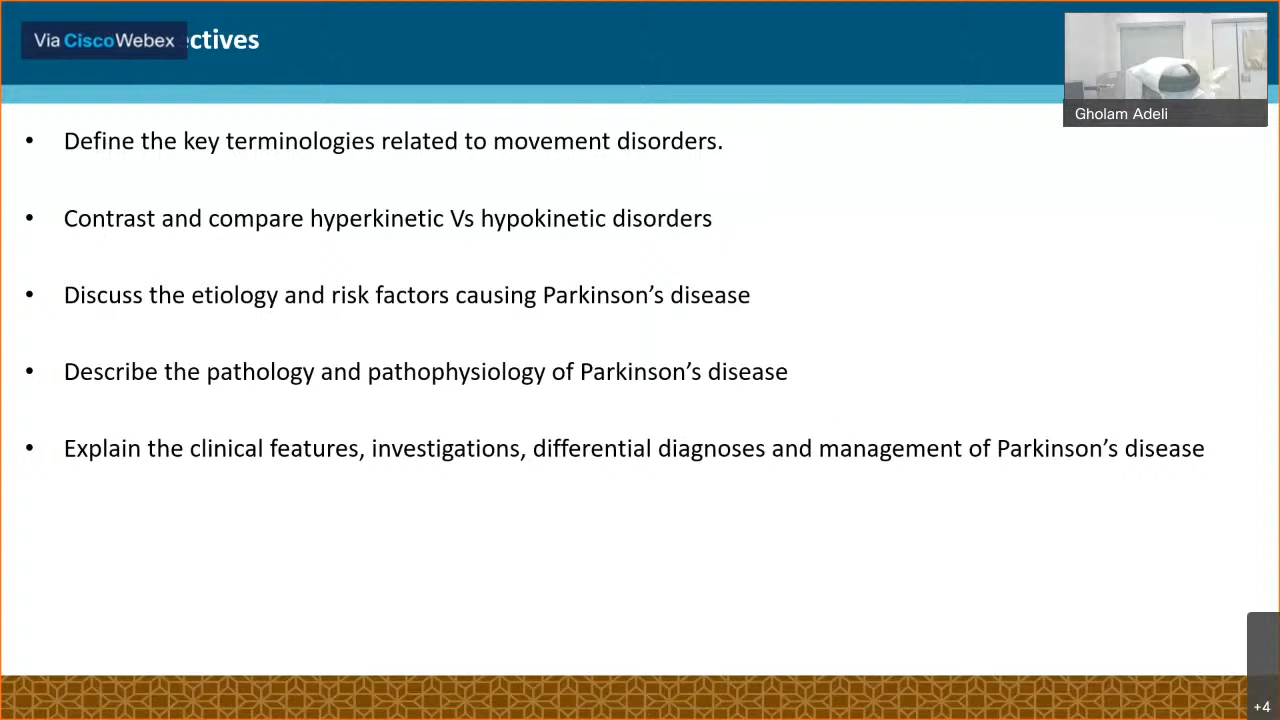 Via CiscoWebex
ectives
Gholam Adeli
• Define the key terminologies related to movement disorders.
• Contrast and compare hyperkinetic Vs hypokinetic disorders
• Discuss the etiology and risk factors causing Parkinson’s disease
• Describe the pathology and pathophysiology of Parkinson’s disease
• Explain the clinical features, investigations, differential diagnoses and management of Parkinson’s disease
+4